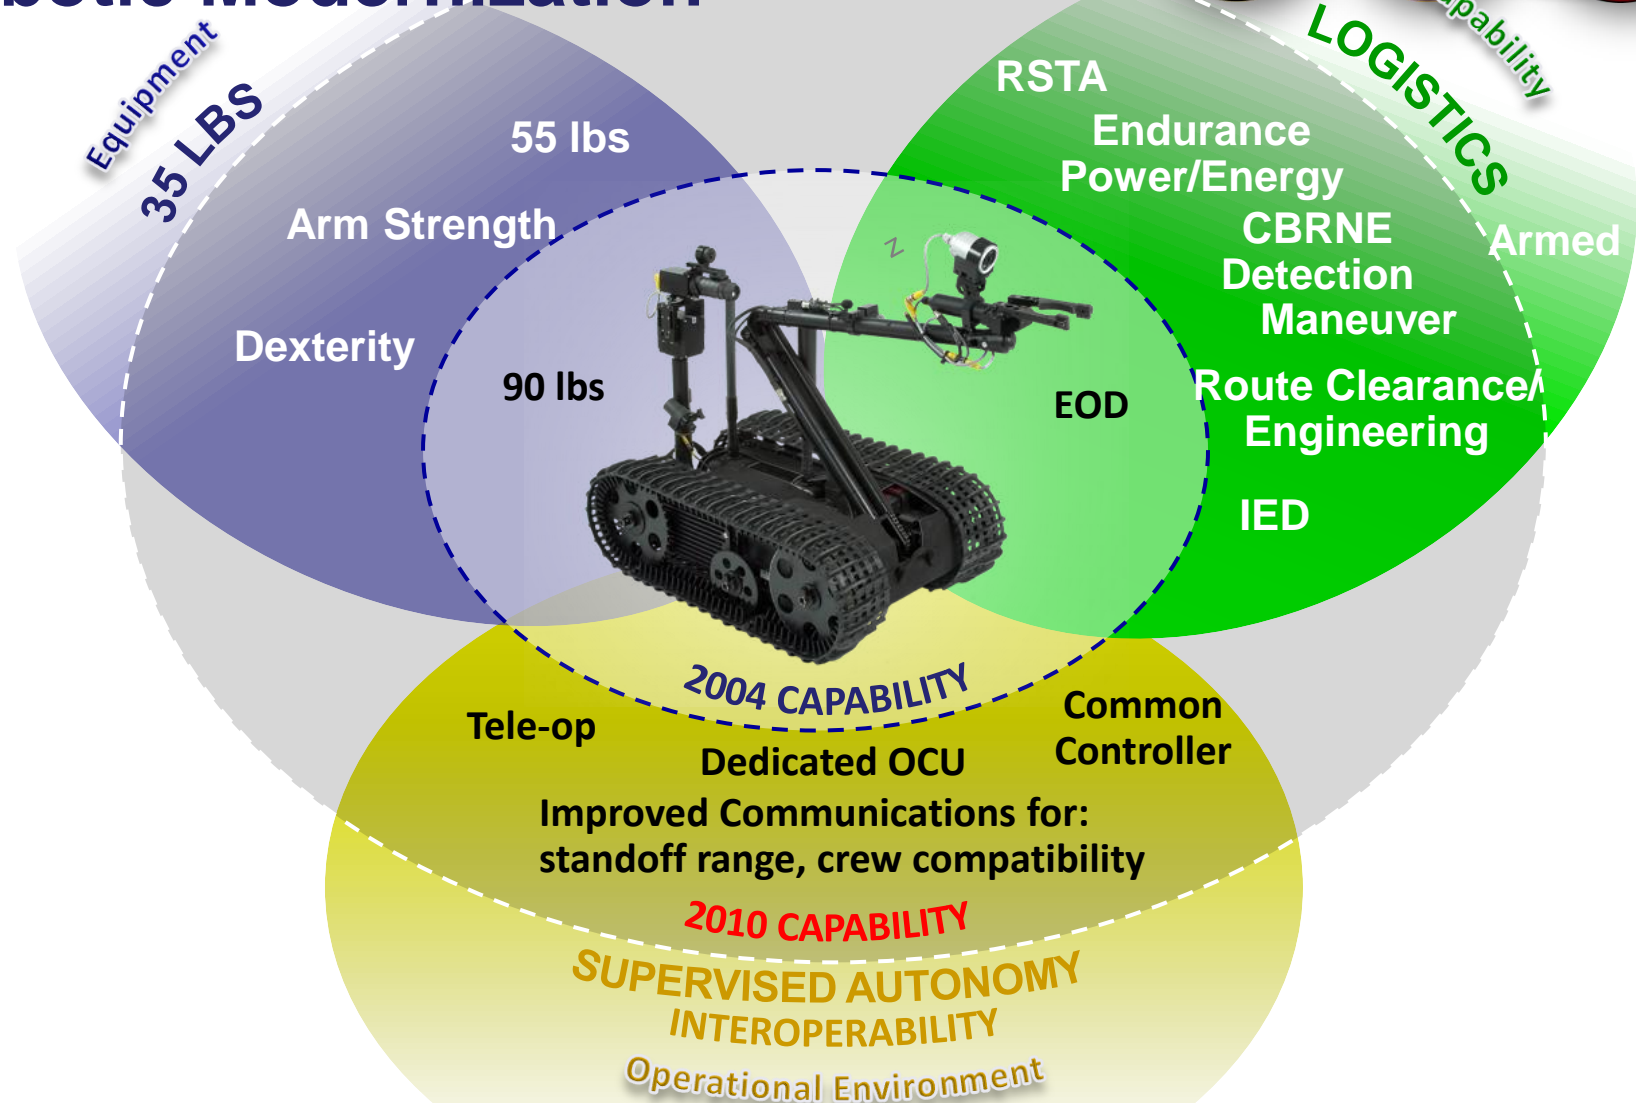 Modernization
Equipment
35 LBS
55 lbs
Arm Strength
Dexterity
90 lbs
LOGISTICS
RSTA
Endurance
Power/Energy
CBRNE
Detection
Armed
Maneuver
Route Clearance/
Engineering
EOD
IED
2004 CAPABILITY
Tele-op
Common
Controller
Dedicated OCU
Improved Communications for:
standoff range, crew compatibility
2010 CAPABILITY
SUPERVISED AUTONOMY
INTEROPERABILITY
Operational Environment